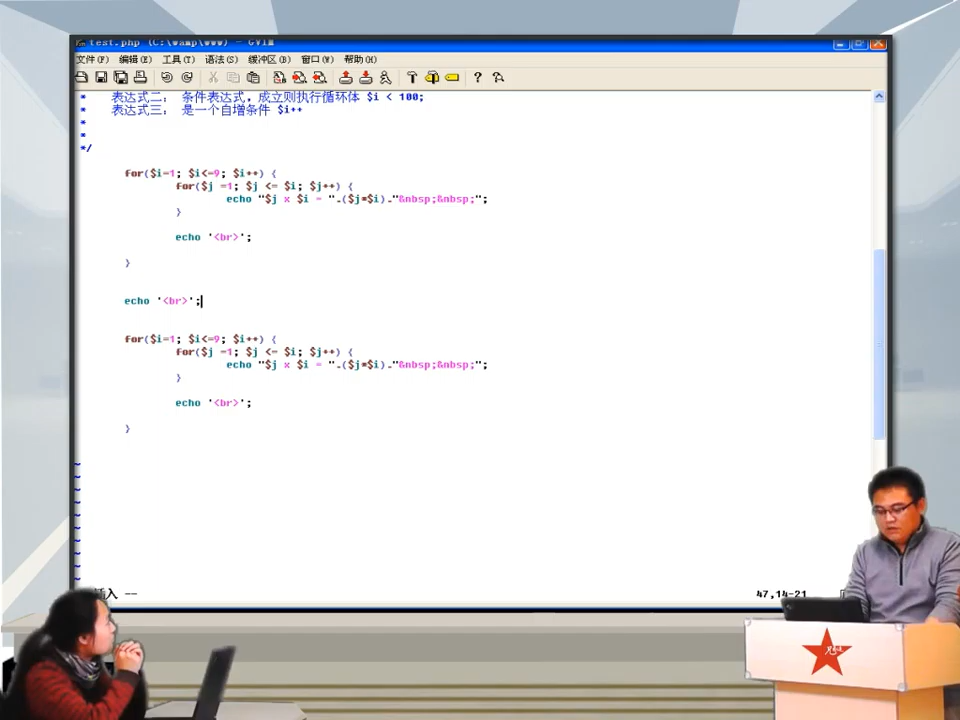 test.php (C:\wamp\www) - GVIM
文件(F) 编辑(E) 工具(T) 语法(S) 缓冲区(B) 窗口(W) 帮助(H)
* 表达式二： 条件表达式，成立则执行循环体 $i < 100;
* 表达式三： 是一个自增条件 $i++
*
*
*/
for($i=1; $i<=9; $i++) {
for($j =1; $j <= $i; $j++) {
echo "$j x $i = ".($j*$i)."&nbsp;&nbsp;";
}
echo '<br>';
}
echo '<br>';
for($i=1; $i<=9; $i++) {
for($j =1; $j <= $i; $j++) {
echo "$j x $i = ".($j*$i)."&nbsp;&nbsp;";
}
echo '<br>';
}
~
~
~
~
~
~
~
~
~
~
插入 --
47,14-21